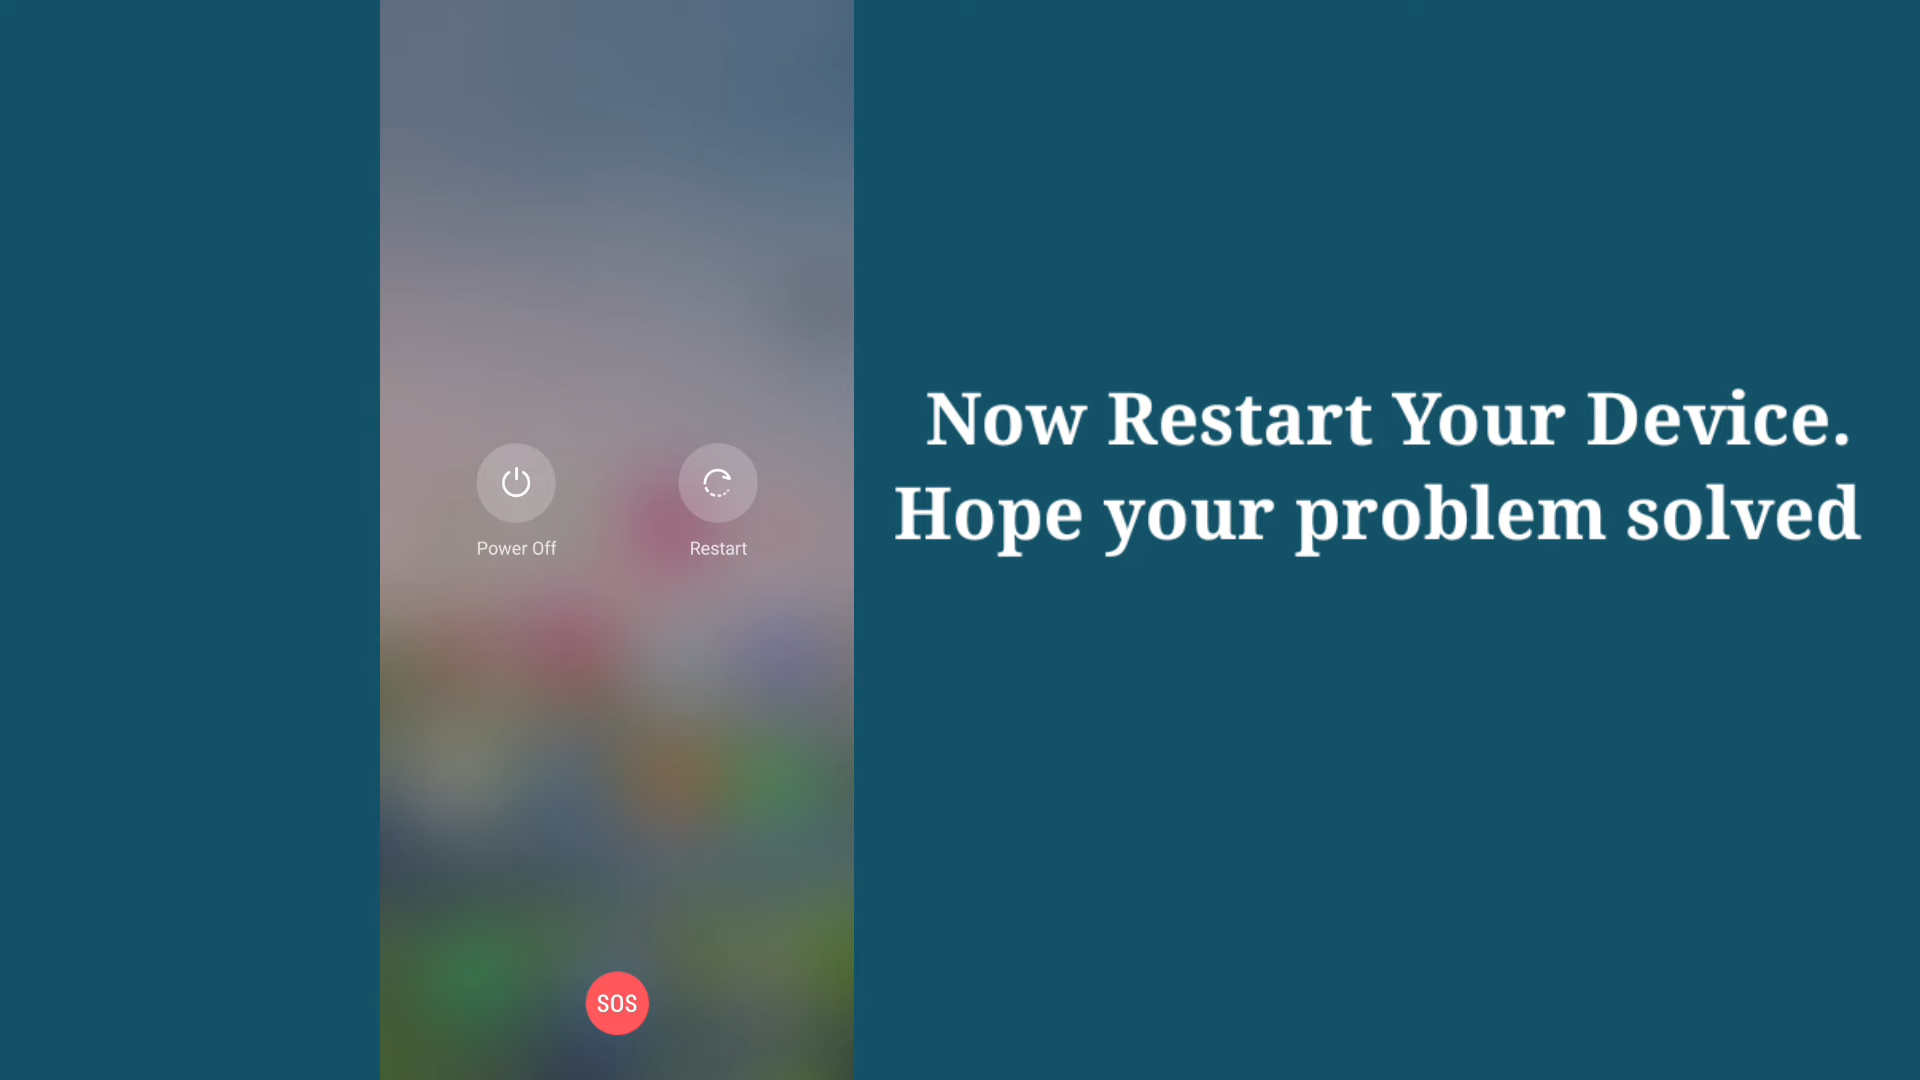 Now Restart Your Device.
Hope your problem solved
Power Off
Restart
SOS